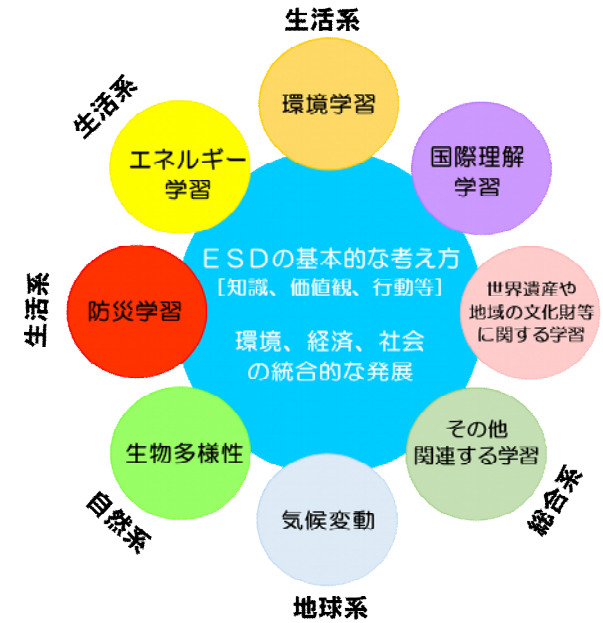 生活系
環境学習
生活系
エネルギー
学習
国際理解
学習
ESDの基本的な考え方
[知識、価値観、行動等]
環境、経済、社会
の統合的な発展
生活系
防災学習
世界遺産や
地域の文化財等
に関する学習
生物多様性
自然系
その他
関連する学習
総合系
気候変動
地球系